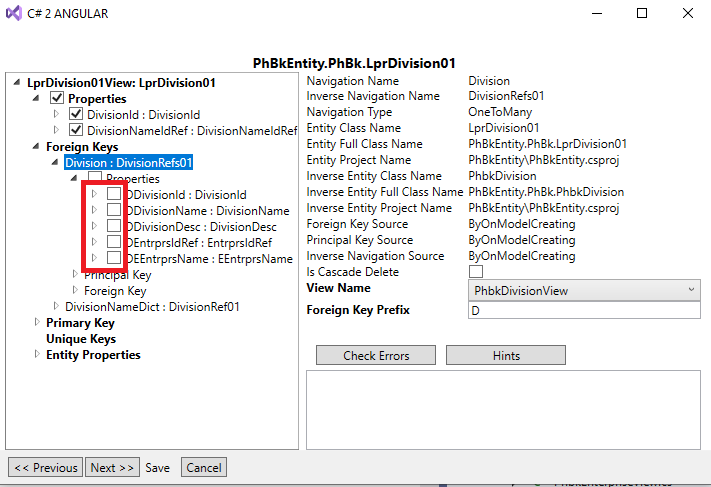 C# 2 ANGULAR
PhBkEntity.PhBk.LprDivision01
LprDivision01View: LprDivision01
Properties
DivisionId : DivisionId
DivisionNameIdRef : DivisionNameIdRef
Foreign Keys
Division : DivisionRefs01
Properties
DDivisionId : DivisionId
DDivisionName : DivisionName
DDivisionDesc : DivisionDesc
DEntrprsIdRef : EntrprsIdRef
DEEntrprsName : EEntrprsName
Principal Key
Foreign Key
DivisionNameDict : DivisionRef01
Primary Key
Unique Keys
Entity Properties
Navigation Name Division
Inverse Navigation Name DivisionRefs01
Navigation Type OneToMany
Entity Class Name LprDivision01
Entity Full Class Name PhBkEntity.PhBk.LprDivision01
Entity Project Name PhBkEntity\PhBkEntity.csproj
Inverse Entity Class Name PhbkDivision
Inverse Entity Full Class Name PhBkEntity.PhBk.PhbkDivision
Inverse Entity Project Name PhBkEntity\PhBkEntity.csproj
Foreign Key Source ByOnModelCreating
Principal Key Source ByOnModelCreating
Inverse Navigation Source ByOnModelCreating
Is Cascade Delete
View Name PhbkDivisionView
Foreign Key Prefix D
Check Errors Hints
<< Previous Next >> Save Cancel